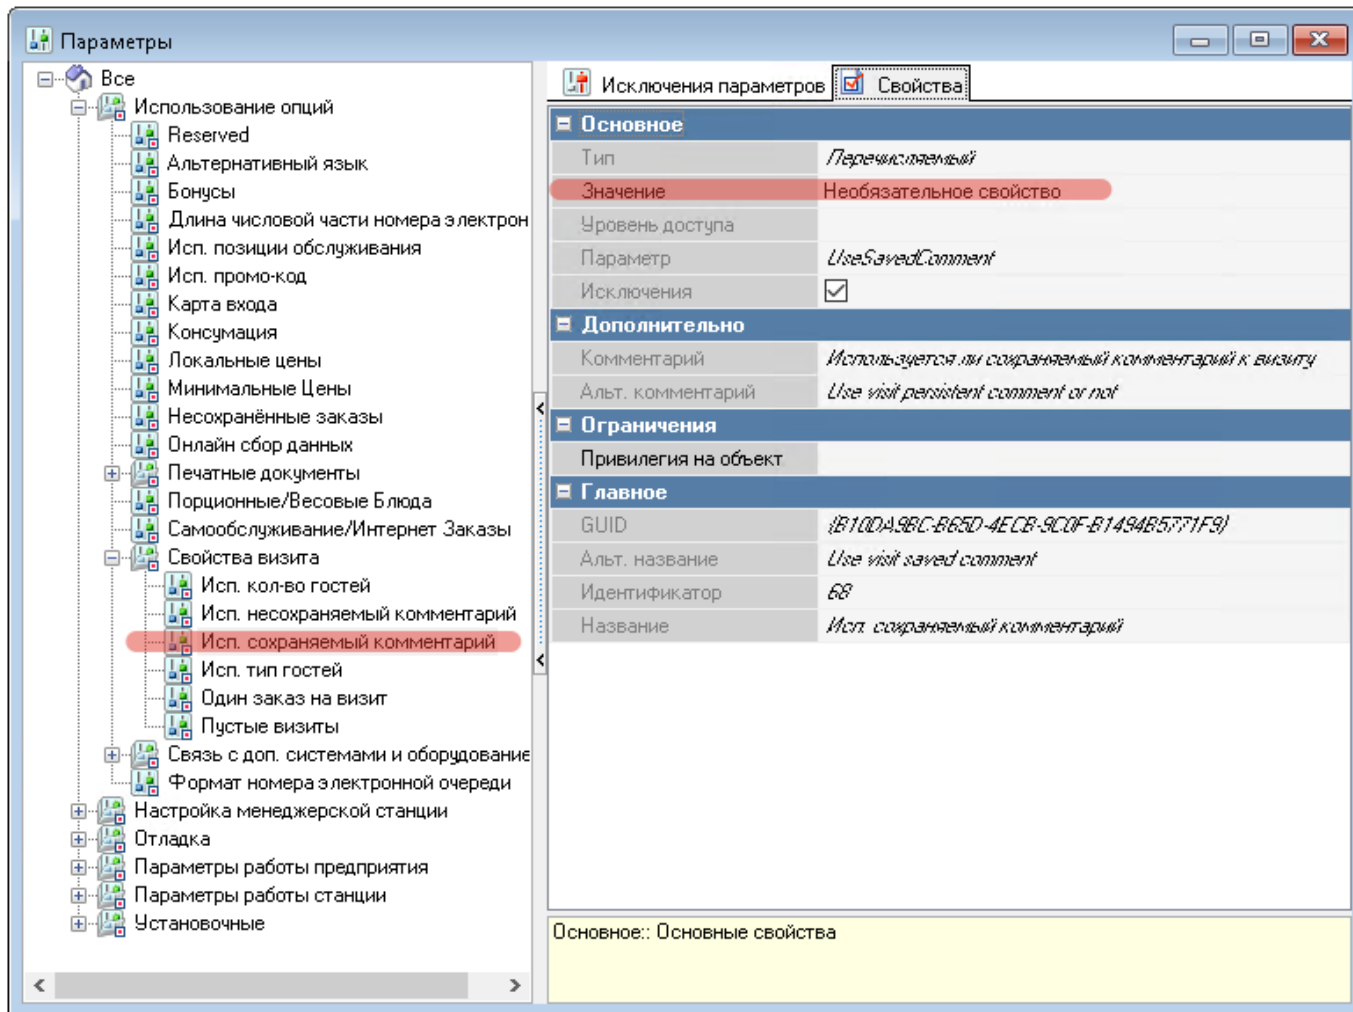 Параметры
Все
Использование опций
Reserved
Альтернативный язык
Бонусы
Длина числовой части номера электрон
Исп. позиции обслуживания
Исп. промо-код
Карта входа
Консумация
Локальные цены
Минимальные Цены
Несохранённые заказы
Онлайн сбор данных
Печатные документы
Порционные/Весовые Блюда
Самообслуживание/Интернет Заказы
Свойства визита
Исп. кол-во гостей
Исп. несохраняемый комментарий
Исп. сохраняемый комментарий
Исп. тип гостей
Один заказ на визит
Пустые визиты
Связь с доп. системами и оборудование
Формат номера электронной очереди
Настройка менеджерской станции
Отладка
Параметры работы предприятия
Параметры работы станции
Установочные
Исключения параметров Свойства
Основное
Тип Перечисляемый
Значение Необязательное свойство
Уровень доступа
Параметр UseSavedComment
Исключения
Дополнительно
Комментарий Используется ли сохраняемый комментарий к визиту
Альт. комментарий Use visit persistent comment or not
Ограничения
Привилегия на объект
Главное
GUID {B10DA9BC-B65D-4ECB-9C0F-B1494B5771F9}
Альт. название Use visit saved comment
Идентификатор 68
Название Исп. сохраняемый комментарий
Основное:: Основные свойства